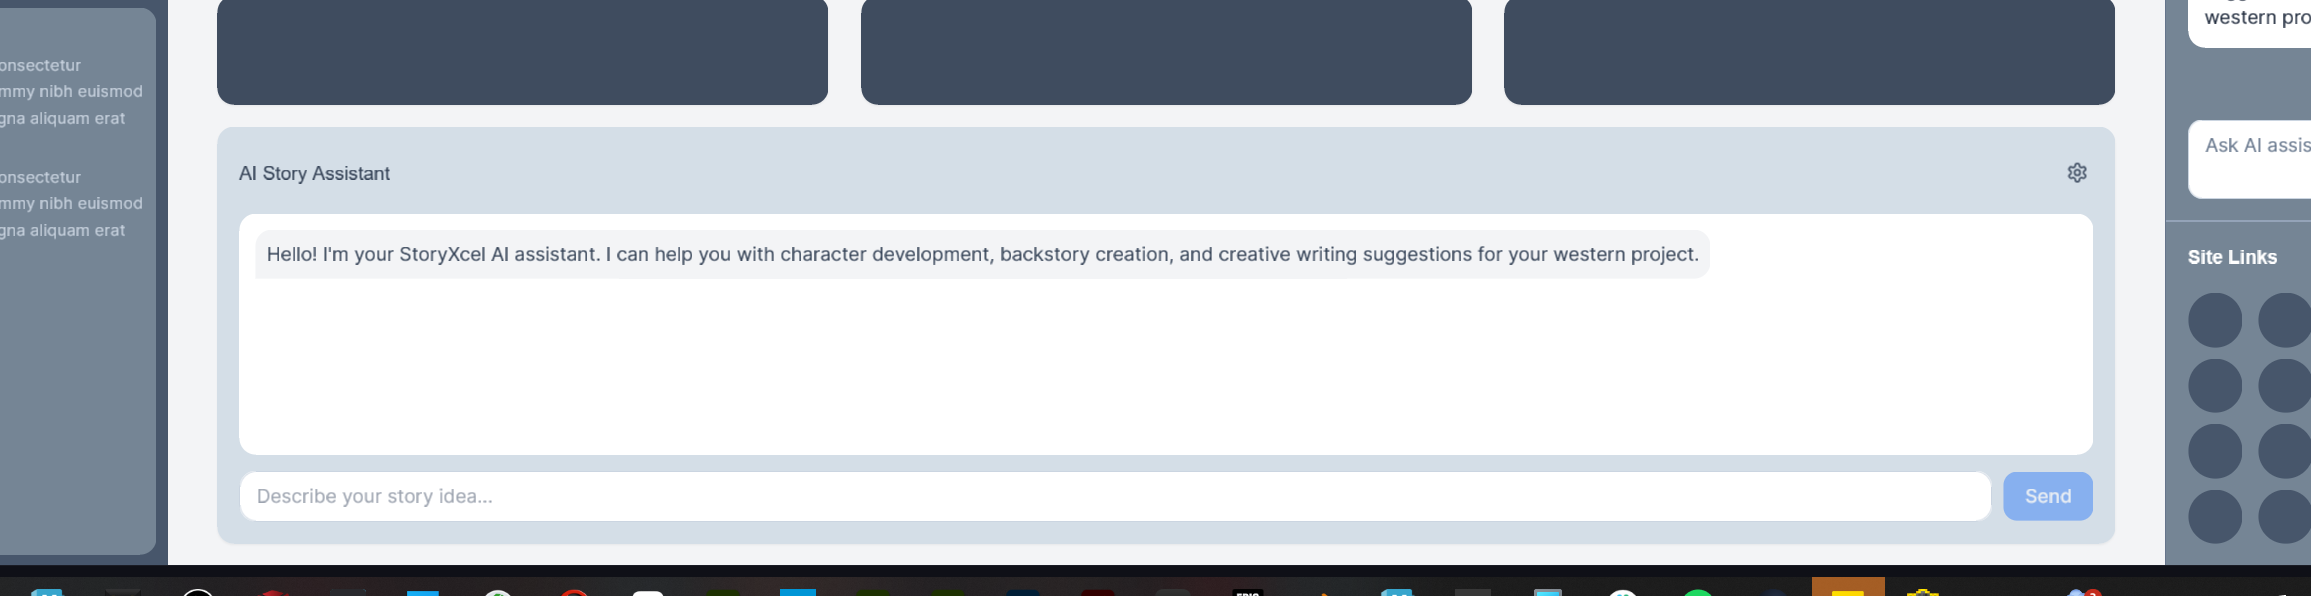 onsectetur
mmy nibh euismod
gna aliquam erat
onsectetur
mmy nibh euismod
gna aliquam erat
AI Story Assistant
Hello! I'm your StoryXcel AI assistant. I can help you with character development, backstory creation, and creative writing suggestions for your western project.
Describe your story idea...
Send
western pro
Ask AI assis
Site Links